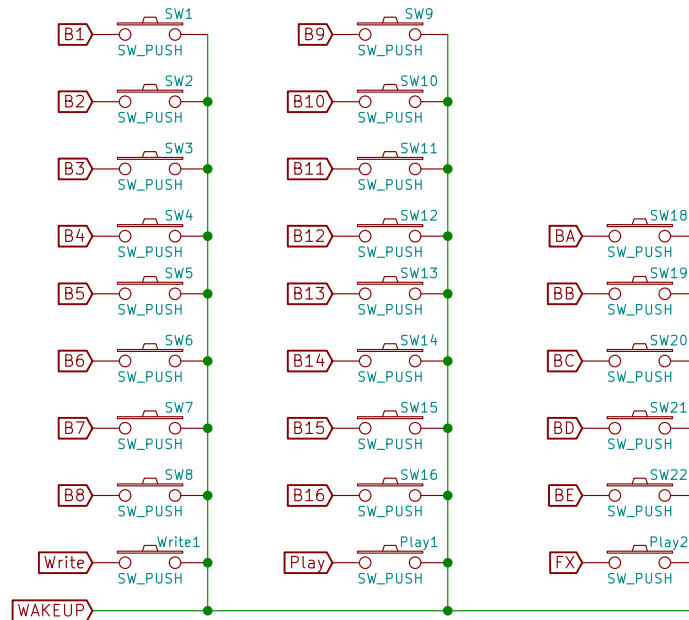 SW1
B1
SW_PUSH
SW2
B2
SW_PUSH
SW3
B3
SW_PUSH
SW4
B4
SW_PUSH
SW5
B5
SW_PUSH
SW6
B6
SW_PUSH
SW7
B7
SW_PUSH
SW8
B8
SW_PUSH
Write1
Write
SW_PUSH
WAKEUP
SW9
B9
SW_PUSH
SW10
B10
SW_PUSH
SW11
B11
SW_PUSH
SW12
B12
SW_PUSH
SW13
B13
SW_PUSH
SW14
B14
SW_PUSH
SW15
B15
SW_PUSH
SW16
B16
SW_PUSH
Play1
Play
SW_PUSH
SW18
BA
SW_PUSH
SW19
BB
SW_PUSH
SW20
BC
SW_PUSH
SW21
BD
SW_PUSH
SW22
BE
SW_PUSH
Play2
FX
SW_PUSH